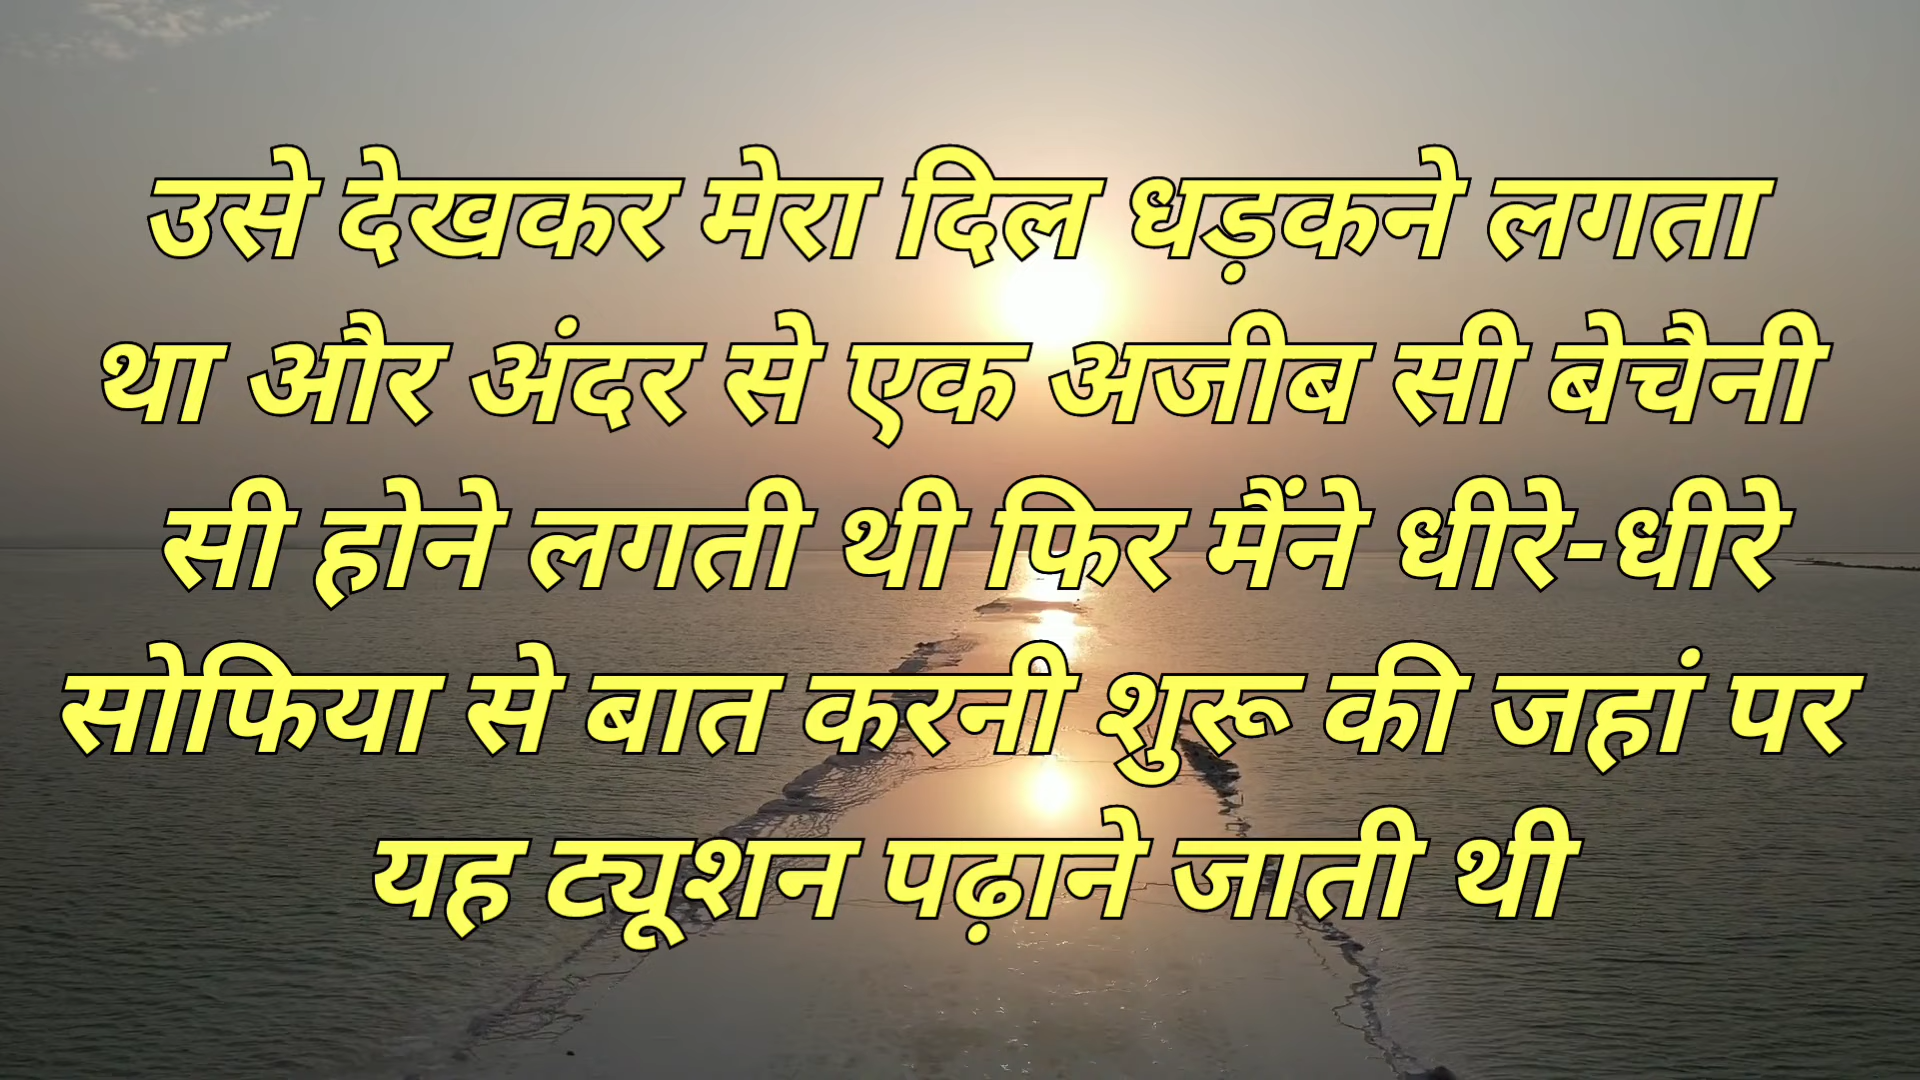 उसे देखकर मेरा दिल धड़कने लगता
था और अंदर से एक अजीब सी बेचैनी
सी होने लगती थी फिर मैंने धीरे-धीरे
सोफिया से बात करनी शुरू की जहां पर
यह ट्यूशन पढ़ाने जाती थी